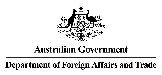 Australian Government
Department of Foreign Affairs and Trade